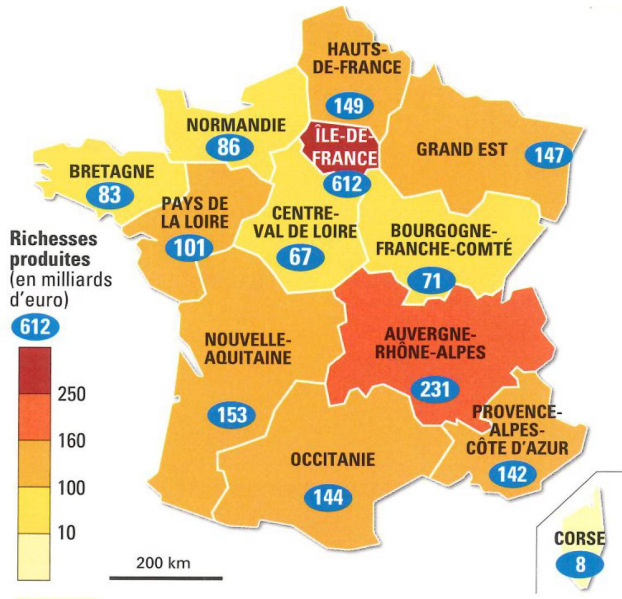 HAUTS-
DE-FRANCE
149
NORMANDIE
86
ÎLE-DE-
FRANCE
612
GRAND EST
147
BRETAGNE
83
PAYS DE
LA LOIRE
101
CENTRE-
VAL DE LOIRE
67
BOURGOGNE-
FRANCHE-COMTÉ
71
Richesses
produites
(en milliards
d'euro)
612
250
160
100
10
NOUVELLE-
AQUITAINE
153
AUVERGNE-
RHÔNE-ALPES
231
PROVENCE-
ALPES-
CÔTE D'AZUR
142
OCCITANIE
144
CORSE
8
200 km